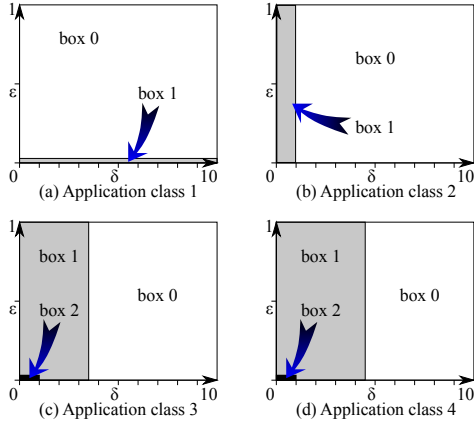 1
box 0
ε
box 1
0
δ
10
(a) Application class 1
1
box 0
ε
box 1
0
δ
10
(b) Application class 2
1
box 1
ε
box 2
box 0
0
δ
10
(c) Application class 3
1
box 1
ε
box 2
box 0
0
δ
10
(d) Application class 4